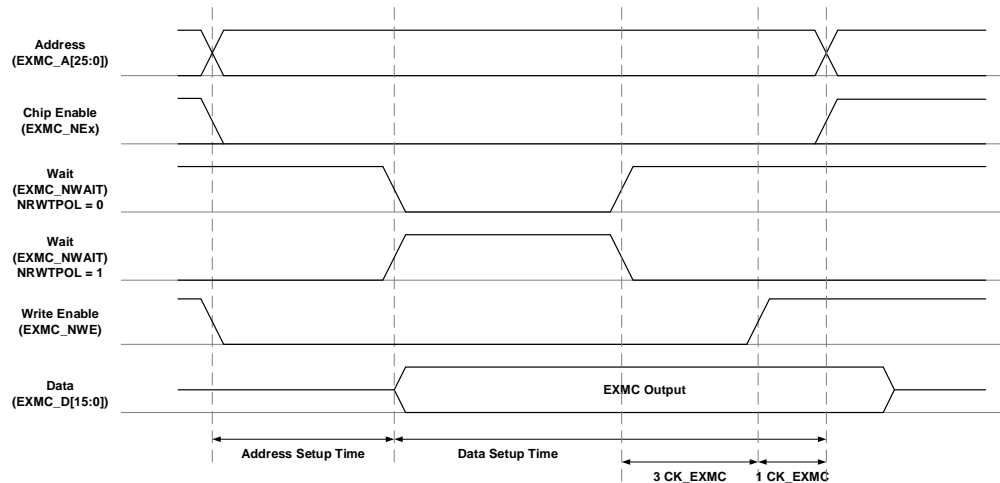 Address
(EXMC_A[25:0])
Chip Enable
(EXMC_NEx)
Wait
(EXMC_NWAIT)
NRWTPOL = 0
Wait
(EXMC_NWAIT)
NRWTPOL = 1
Write Enable
(EXMC_NWE)
Data
(EXMC_D[15:0])
EXMC Output
Address Setup Time
Data Setup Time
3 CK_EXMC
1 CK_EXMC